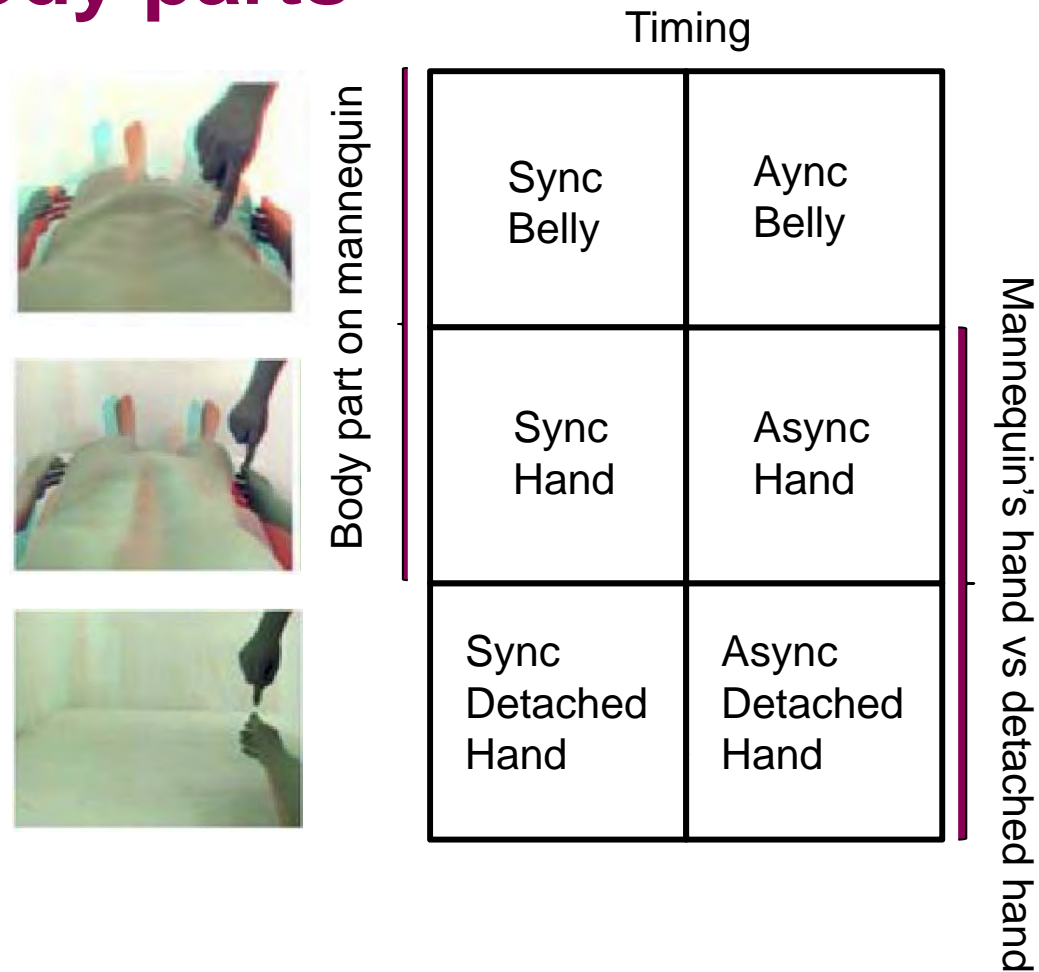 body parts
Timing
Body part on mannequin
Sync
Belly
Aync
Belly
Sync
Hand
Async
Hand
Sync
Detached
Hand
Async
Detached
Hand
Mannequin's hand vs detached hand